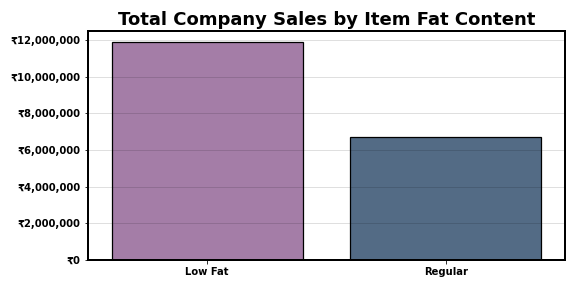 Total Company Sales by Item Fat Content
₹12,000,000
₹10,000,000
₹8,000,000
₹6,000,000
₹4,000,000
₹2,000,000
₹0
Low Fat
Regular